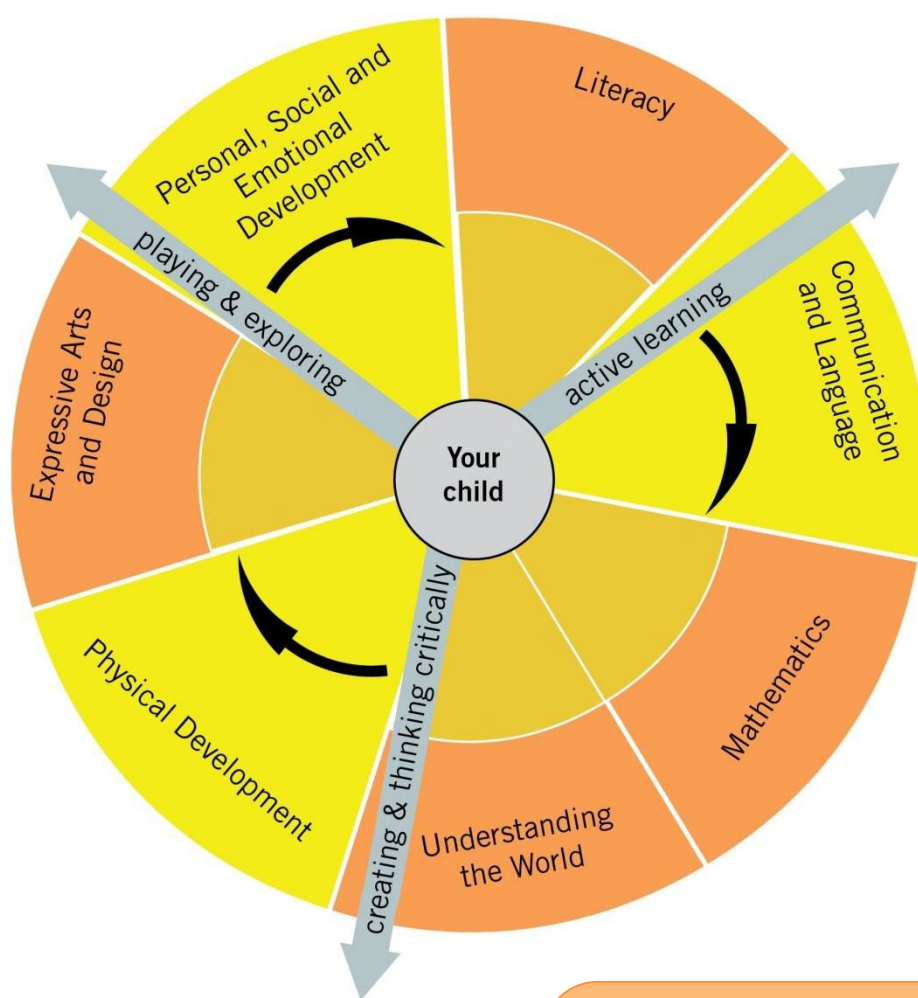 Personal, Social and
Emotional
Development
Literacy
playing & exploring
active learning
Communication
and Language
Expressive Arts
and Design
Your
child
Mathematics
Physical Development
creating & thinking critically
Understanding
the World